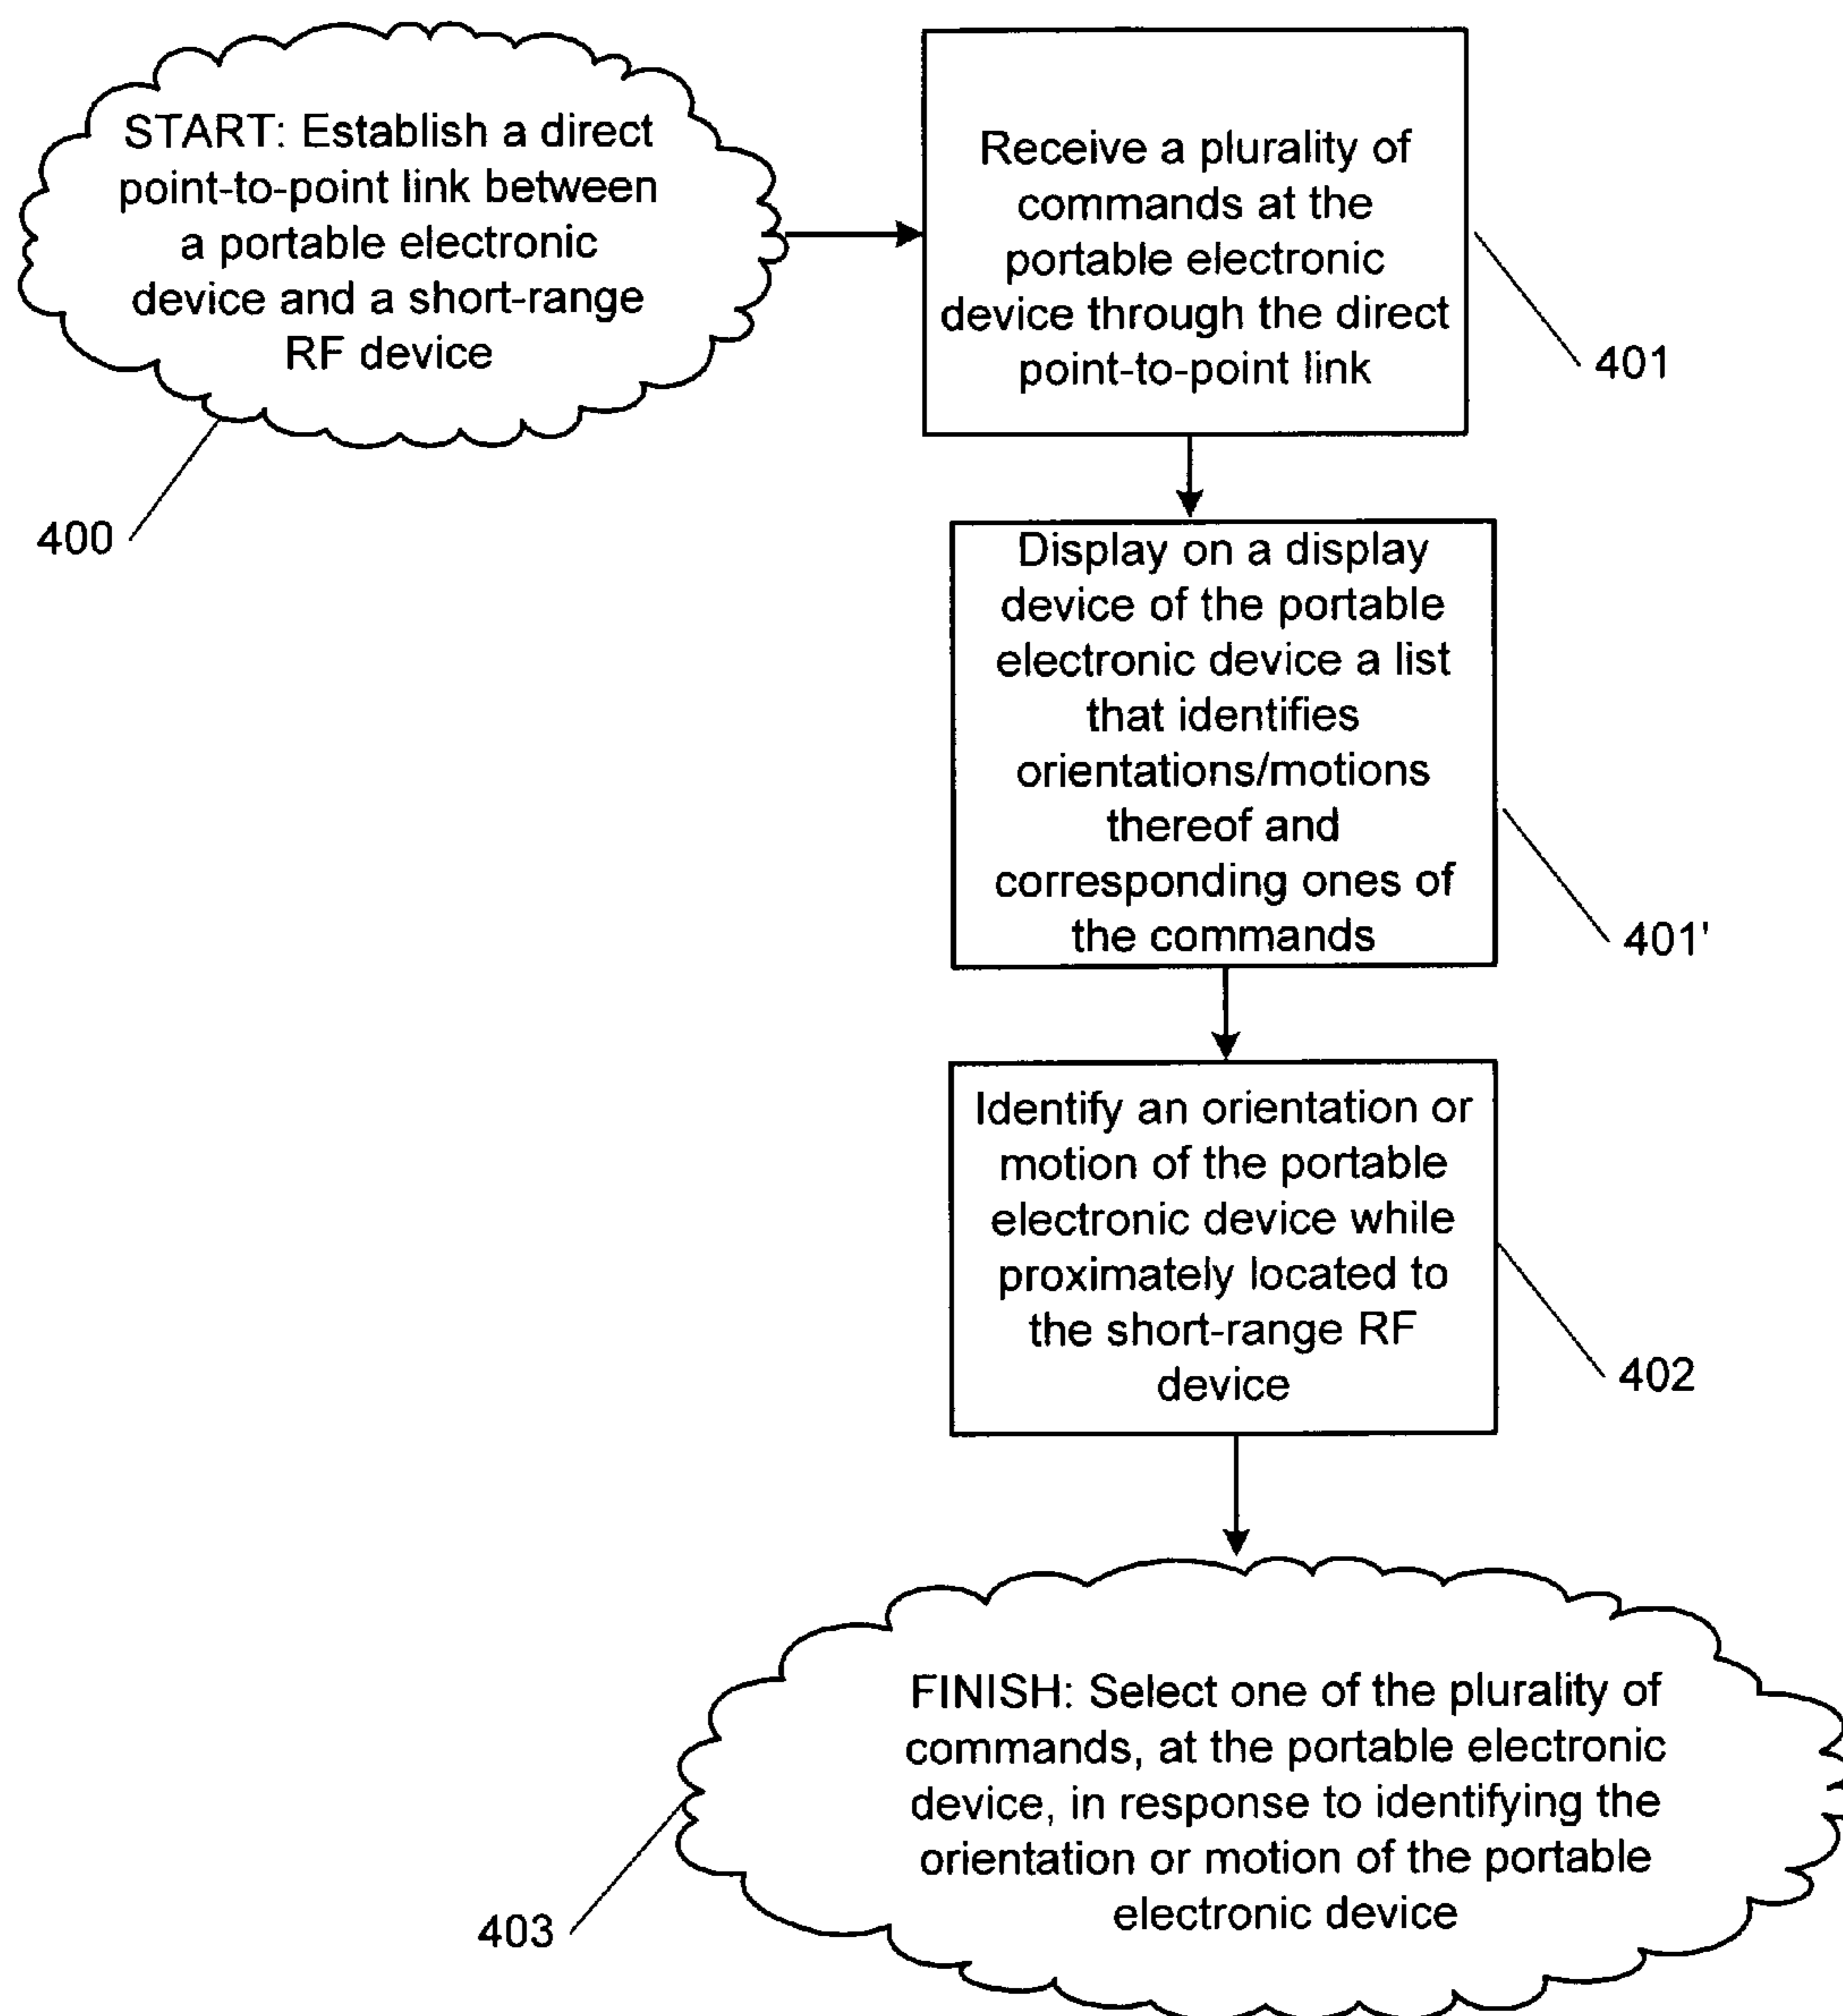 START: Establish a direct
point-to-point link between
a portable electronic
device and a short-range
RF device
400
Receive a plurality of
commands at the
portable electronic
device through the direct
point-to-point link
401
Display on a display
device of the portable
electronic device a list
that identifies
orientations/motions
thereof and
corresponding ones of
the commands
401'
Identify an orientation or
motion of the portable
electronic device while
proximately located to
the short-range RF
device
402
FINISH: Select one of the plurality of
commands, at the portable electronic
device, in response to identifying the
orientation or motion of the portable
electronic device
403